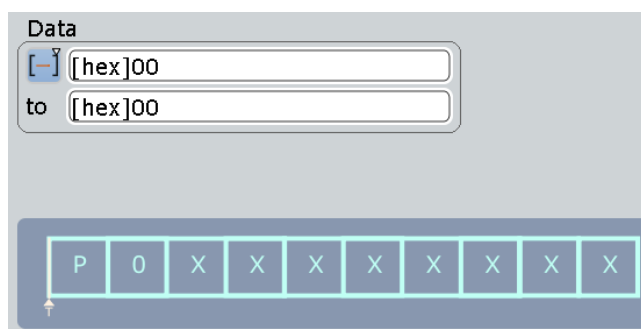 Data
[-] [hex]00
to [hex]00
P 0 X X X X X X X X